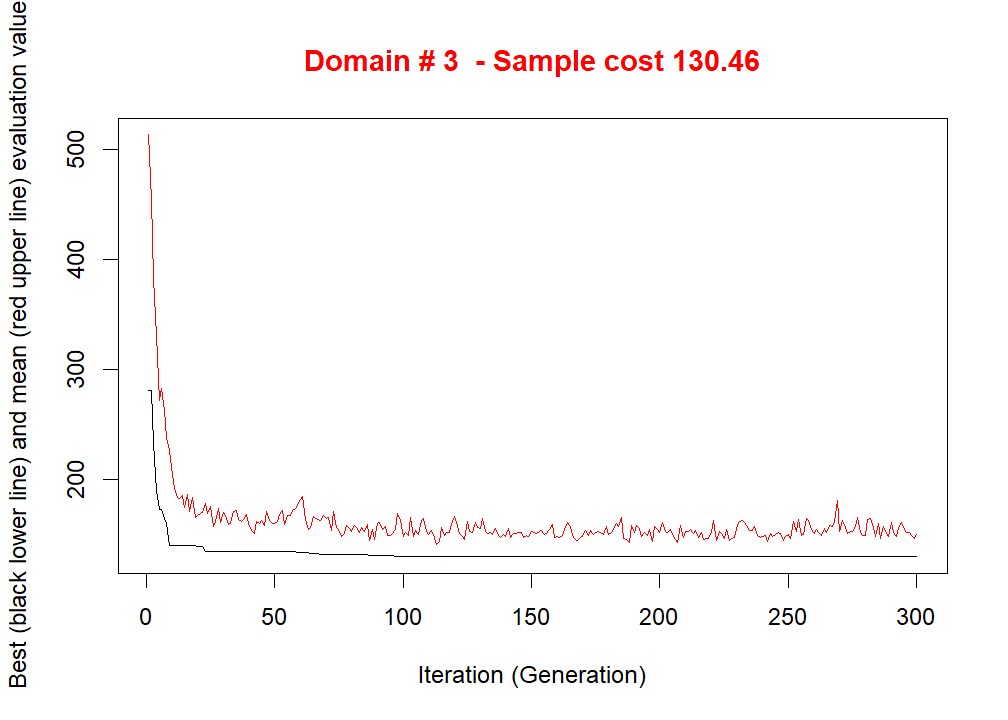 Domain # 3  - Sample cost 130.46
Best (black lower line) and mean (red upper line) evaluation value
500
400
300
200
0 50 100 150 200 250 300
Iteration (Generation)